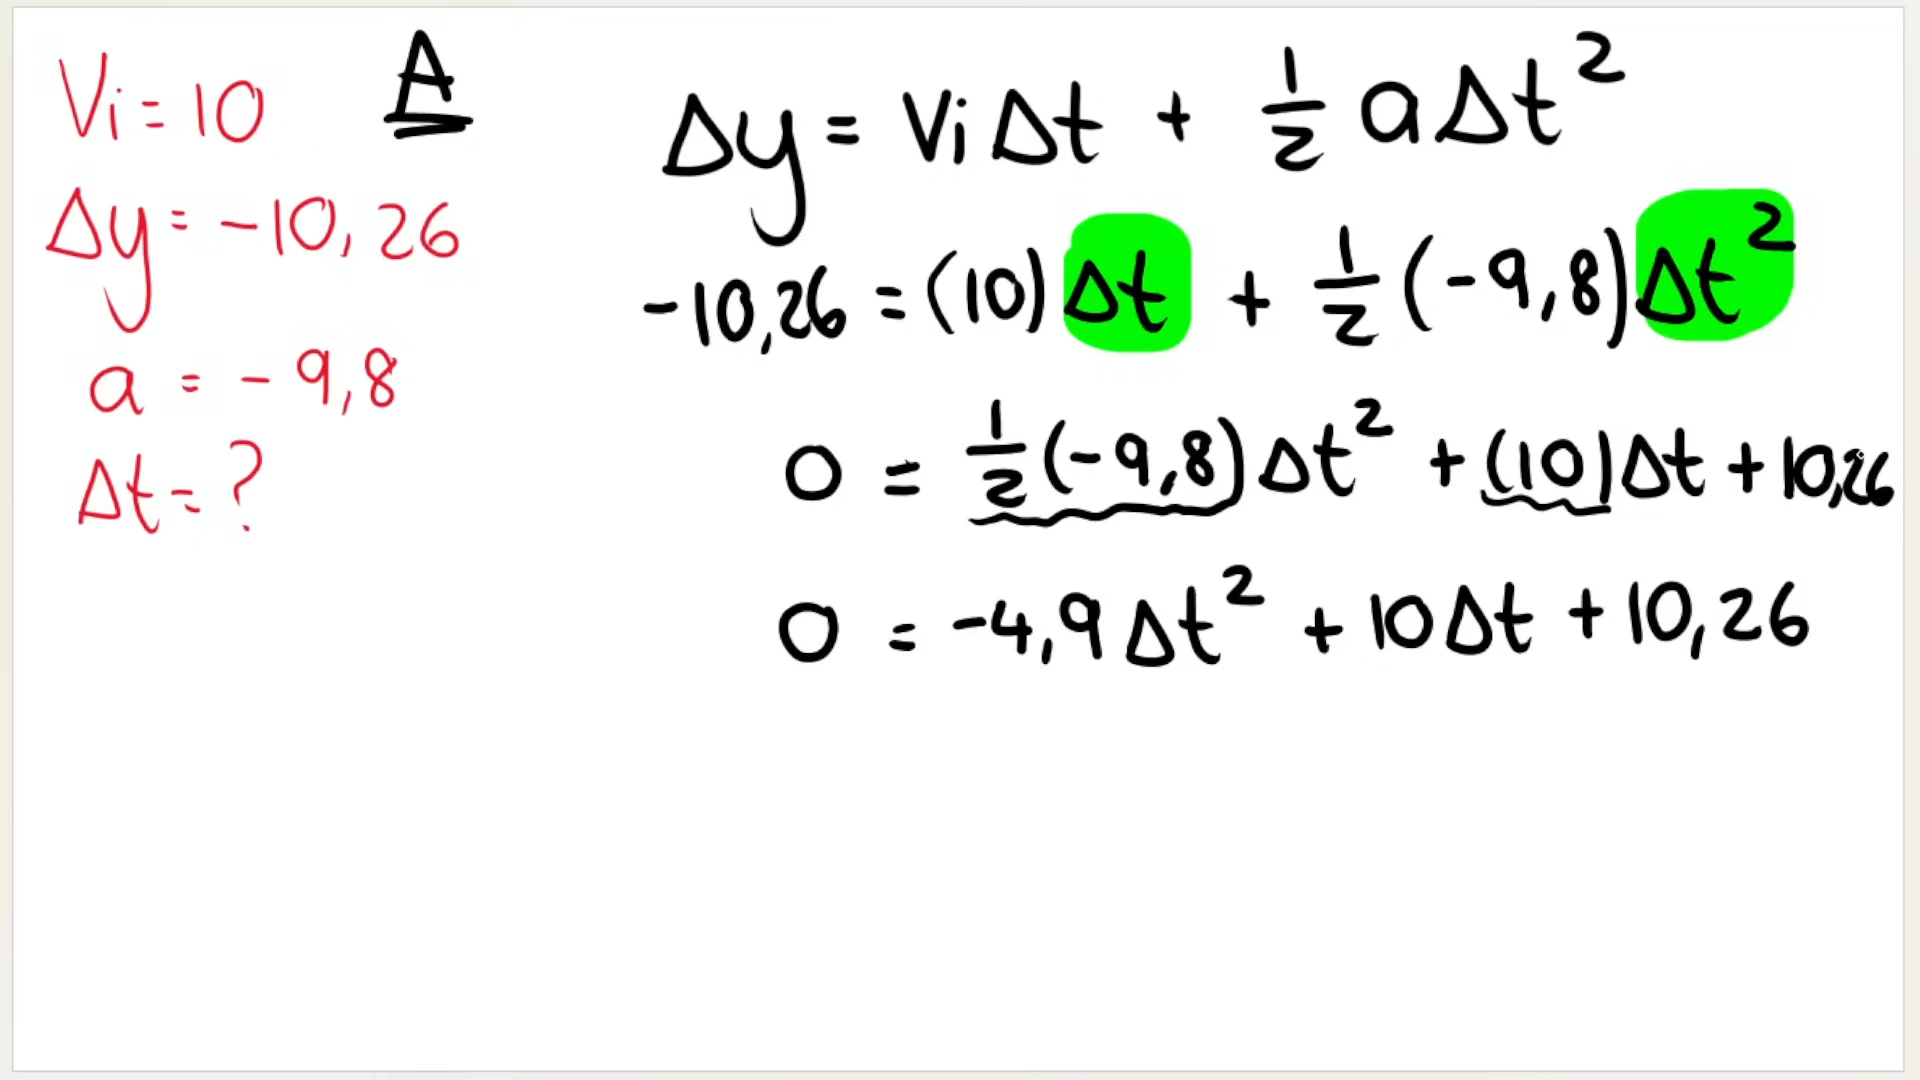 Vi = 10
Δy = -10,26
a = -9,8
Δt = ?
A
Δy = Vi Δt + 1/2 a Δt²
-10,26 = (10) Δt + 1/2 (-9,8) Δt²
0 = 1/2 (-9,8) Δt² + (10) Δt + 10,26
0 = -4,9 Δt² + 10 Δt + 10,26